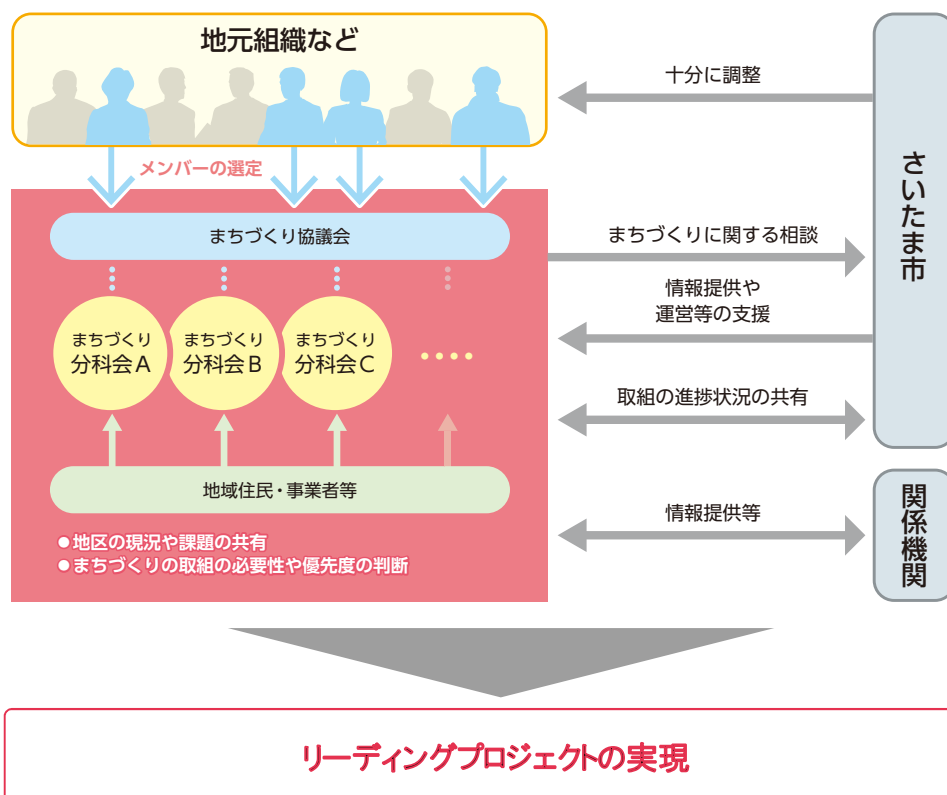 地元組織など
十分に調整
メンバーの選定
さいたま市
まちづくり協議会
まちづくりに関する相談
情報提供や
運営等の支援
まちづくり
分科会A
まちづくり
分科会B
まちづくり
分科会C
••••
取組の進捗状況の共有
地域住民・事業者等
情報提供等
関係機関
●地区の現況や課題の共有
●まちづくりの取組の必要性や優先度の判断
リーディングプロジェクトの実現